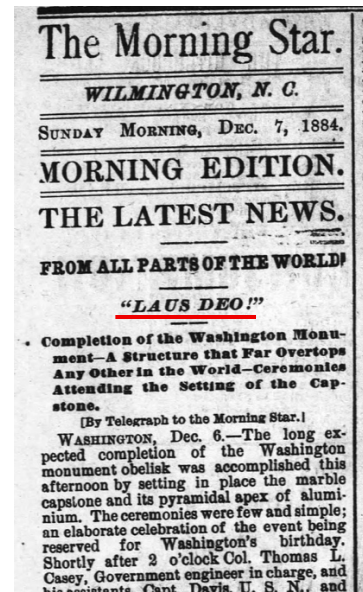 The Morning Star.
WILMINGTON, N. C.
SUNDAY MORNING, DEC. 7, 1884.
MORNING EDITION.
THE LATEST NEWS.
FROM ALL PARTS OF THE WORLD
"LAUS DEO!"
Completion of the Washington Monu-
ment—A Structure that Far Overtops
Any Other in the World—Ceremonies
Attending the Setting of the Cap-
stone.
[By Telegraph to the Morning Star.]
WASHINGTON, Dec. 6.—The long ex-
pected completion of the Washington
monument obelisk was accomplished this
afternoon by setting in place the marble
capstone and its pyramidal apex of alumi-
nium. The ceremonies were few and simple;
an elaborate celebration of the event being
reserved for Washington's birthday.
Shortly after 2 o'clock Col. Thomas L.
Casey, Government engineer in charge, and
his assistants, Capt. Davis, U. S. N., and